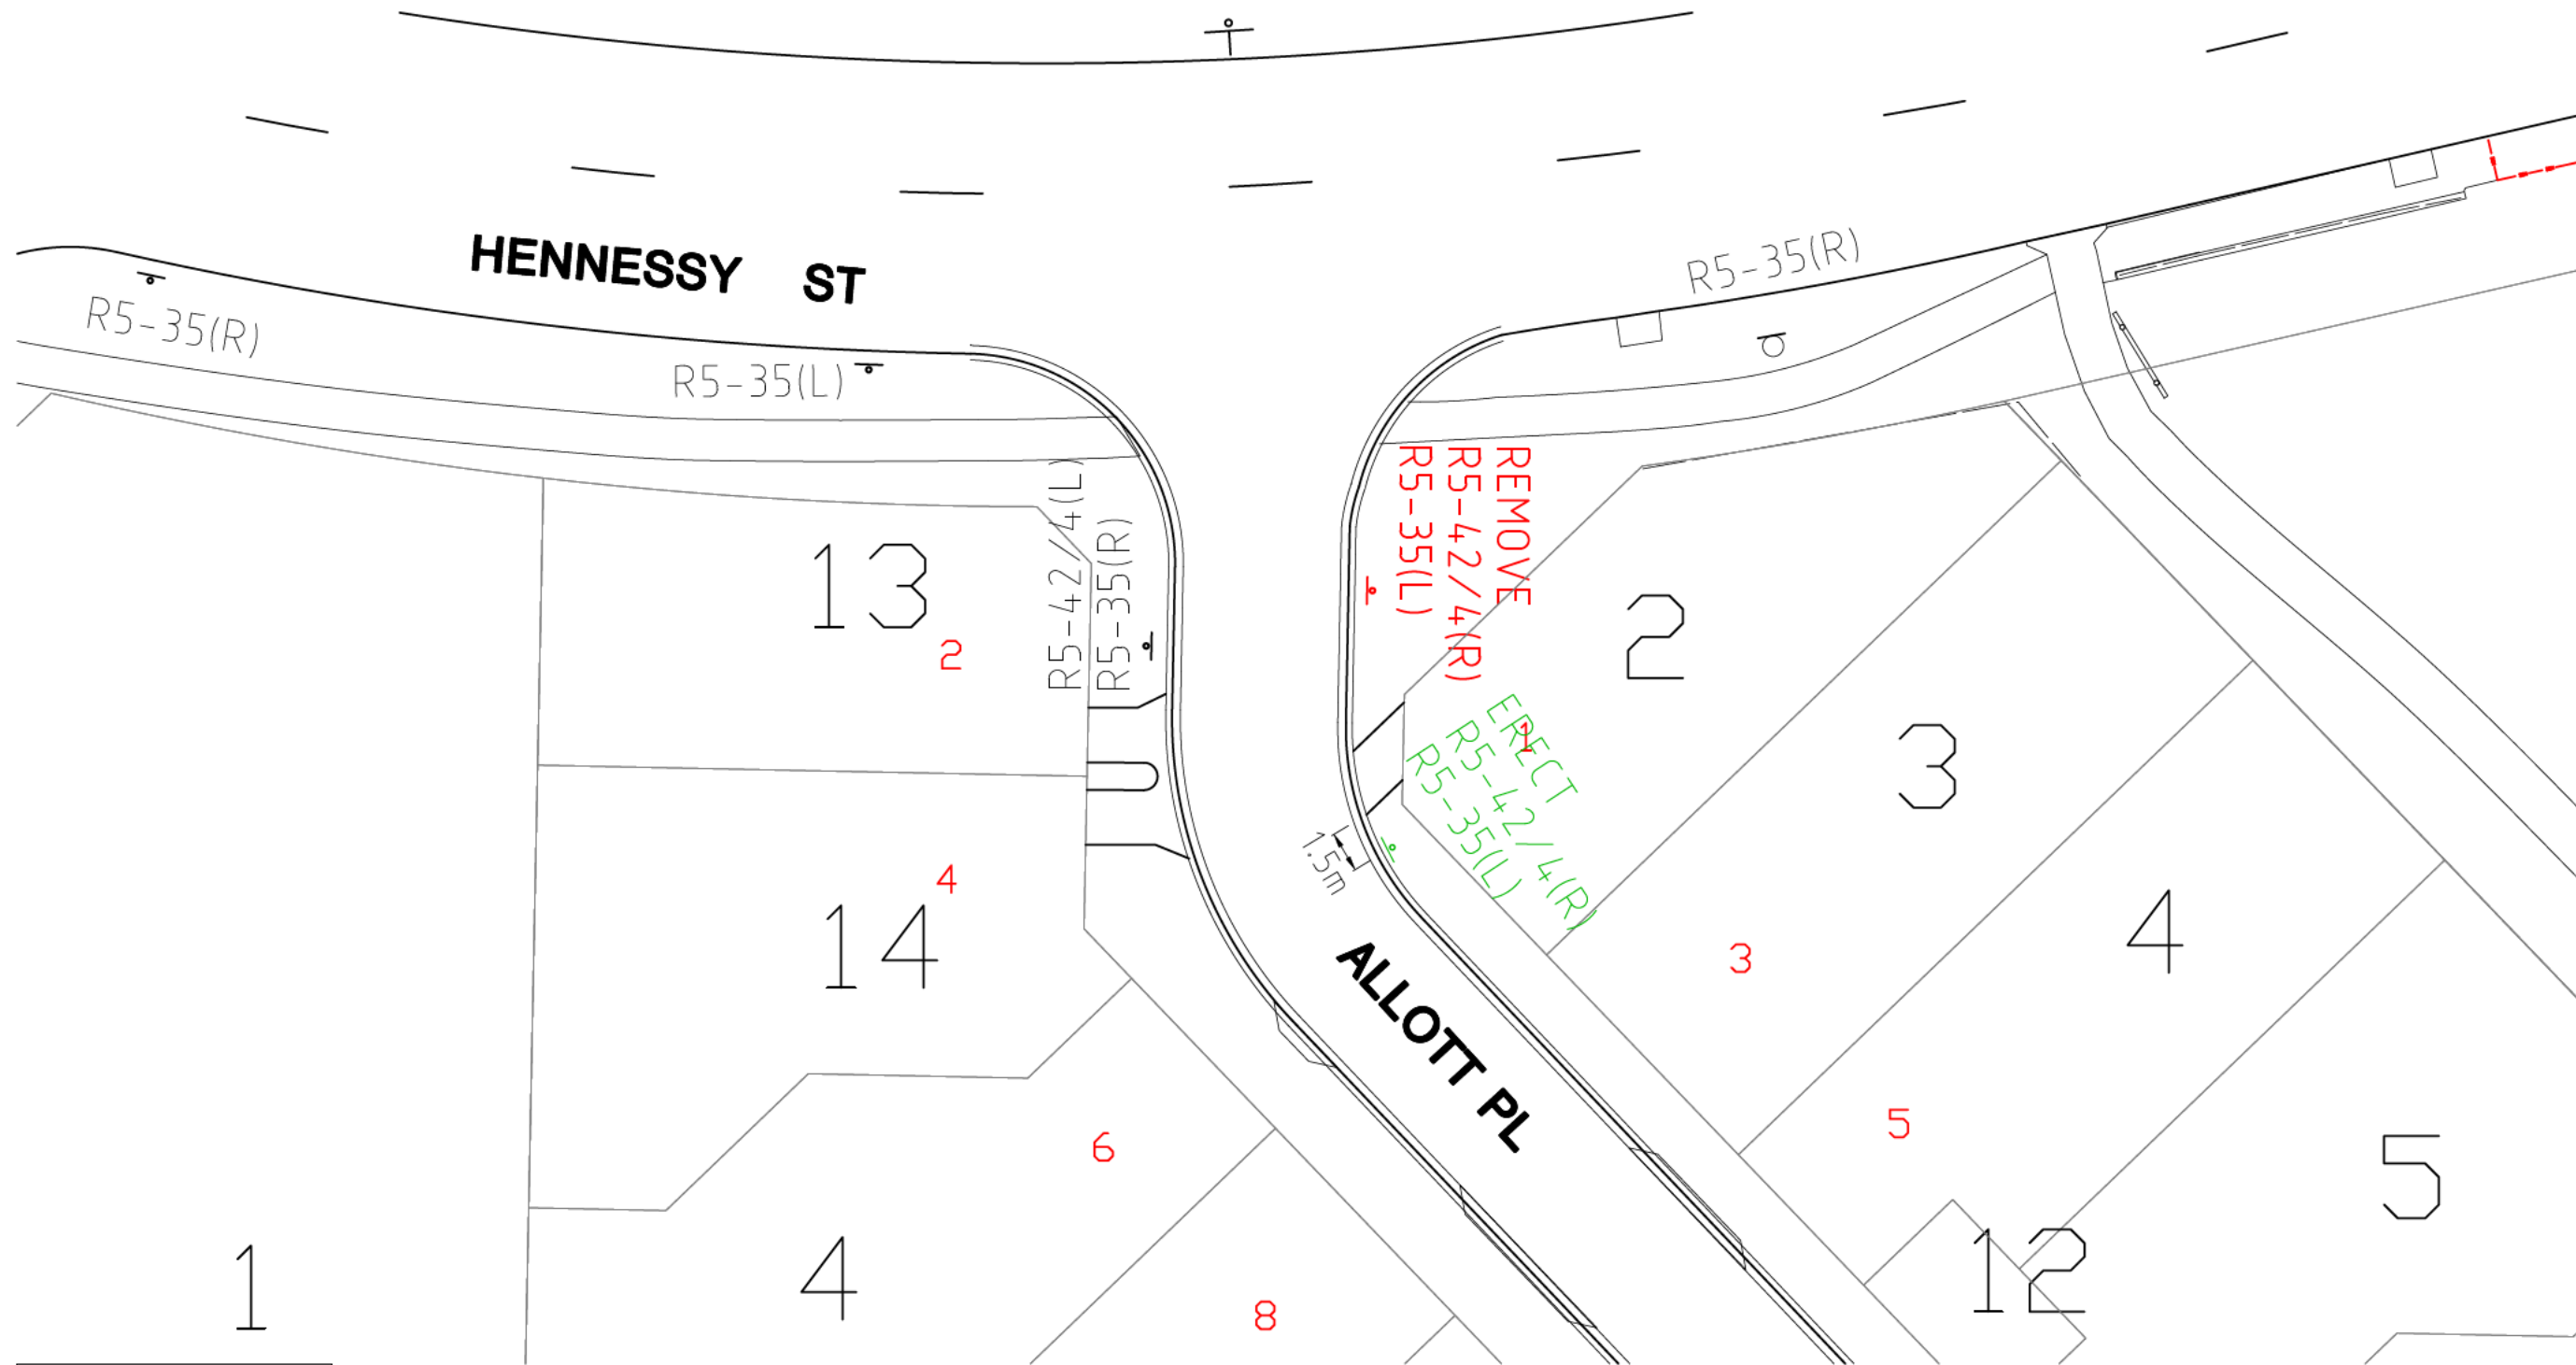 HENNESSY ST
R5-35(R)
R5-35(R)
R5-35(L)
R5-42/4(L)
R5-35(R)
REMOVE
R5-42/4(R)
R5-35(L)
13
2
2
1
ERECT
R5-42/4(R)
R5-35(L)
3
1.5m
4
14
ALLOTT PL
3
4
5
6
5
1
4
8
12